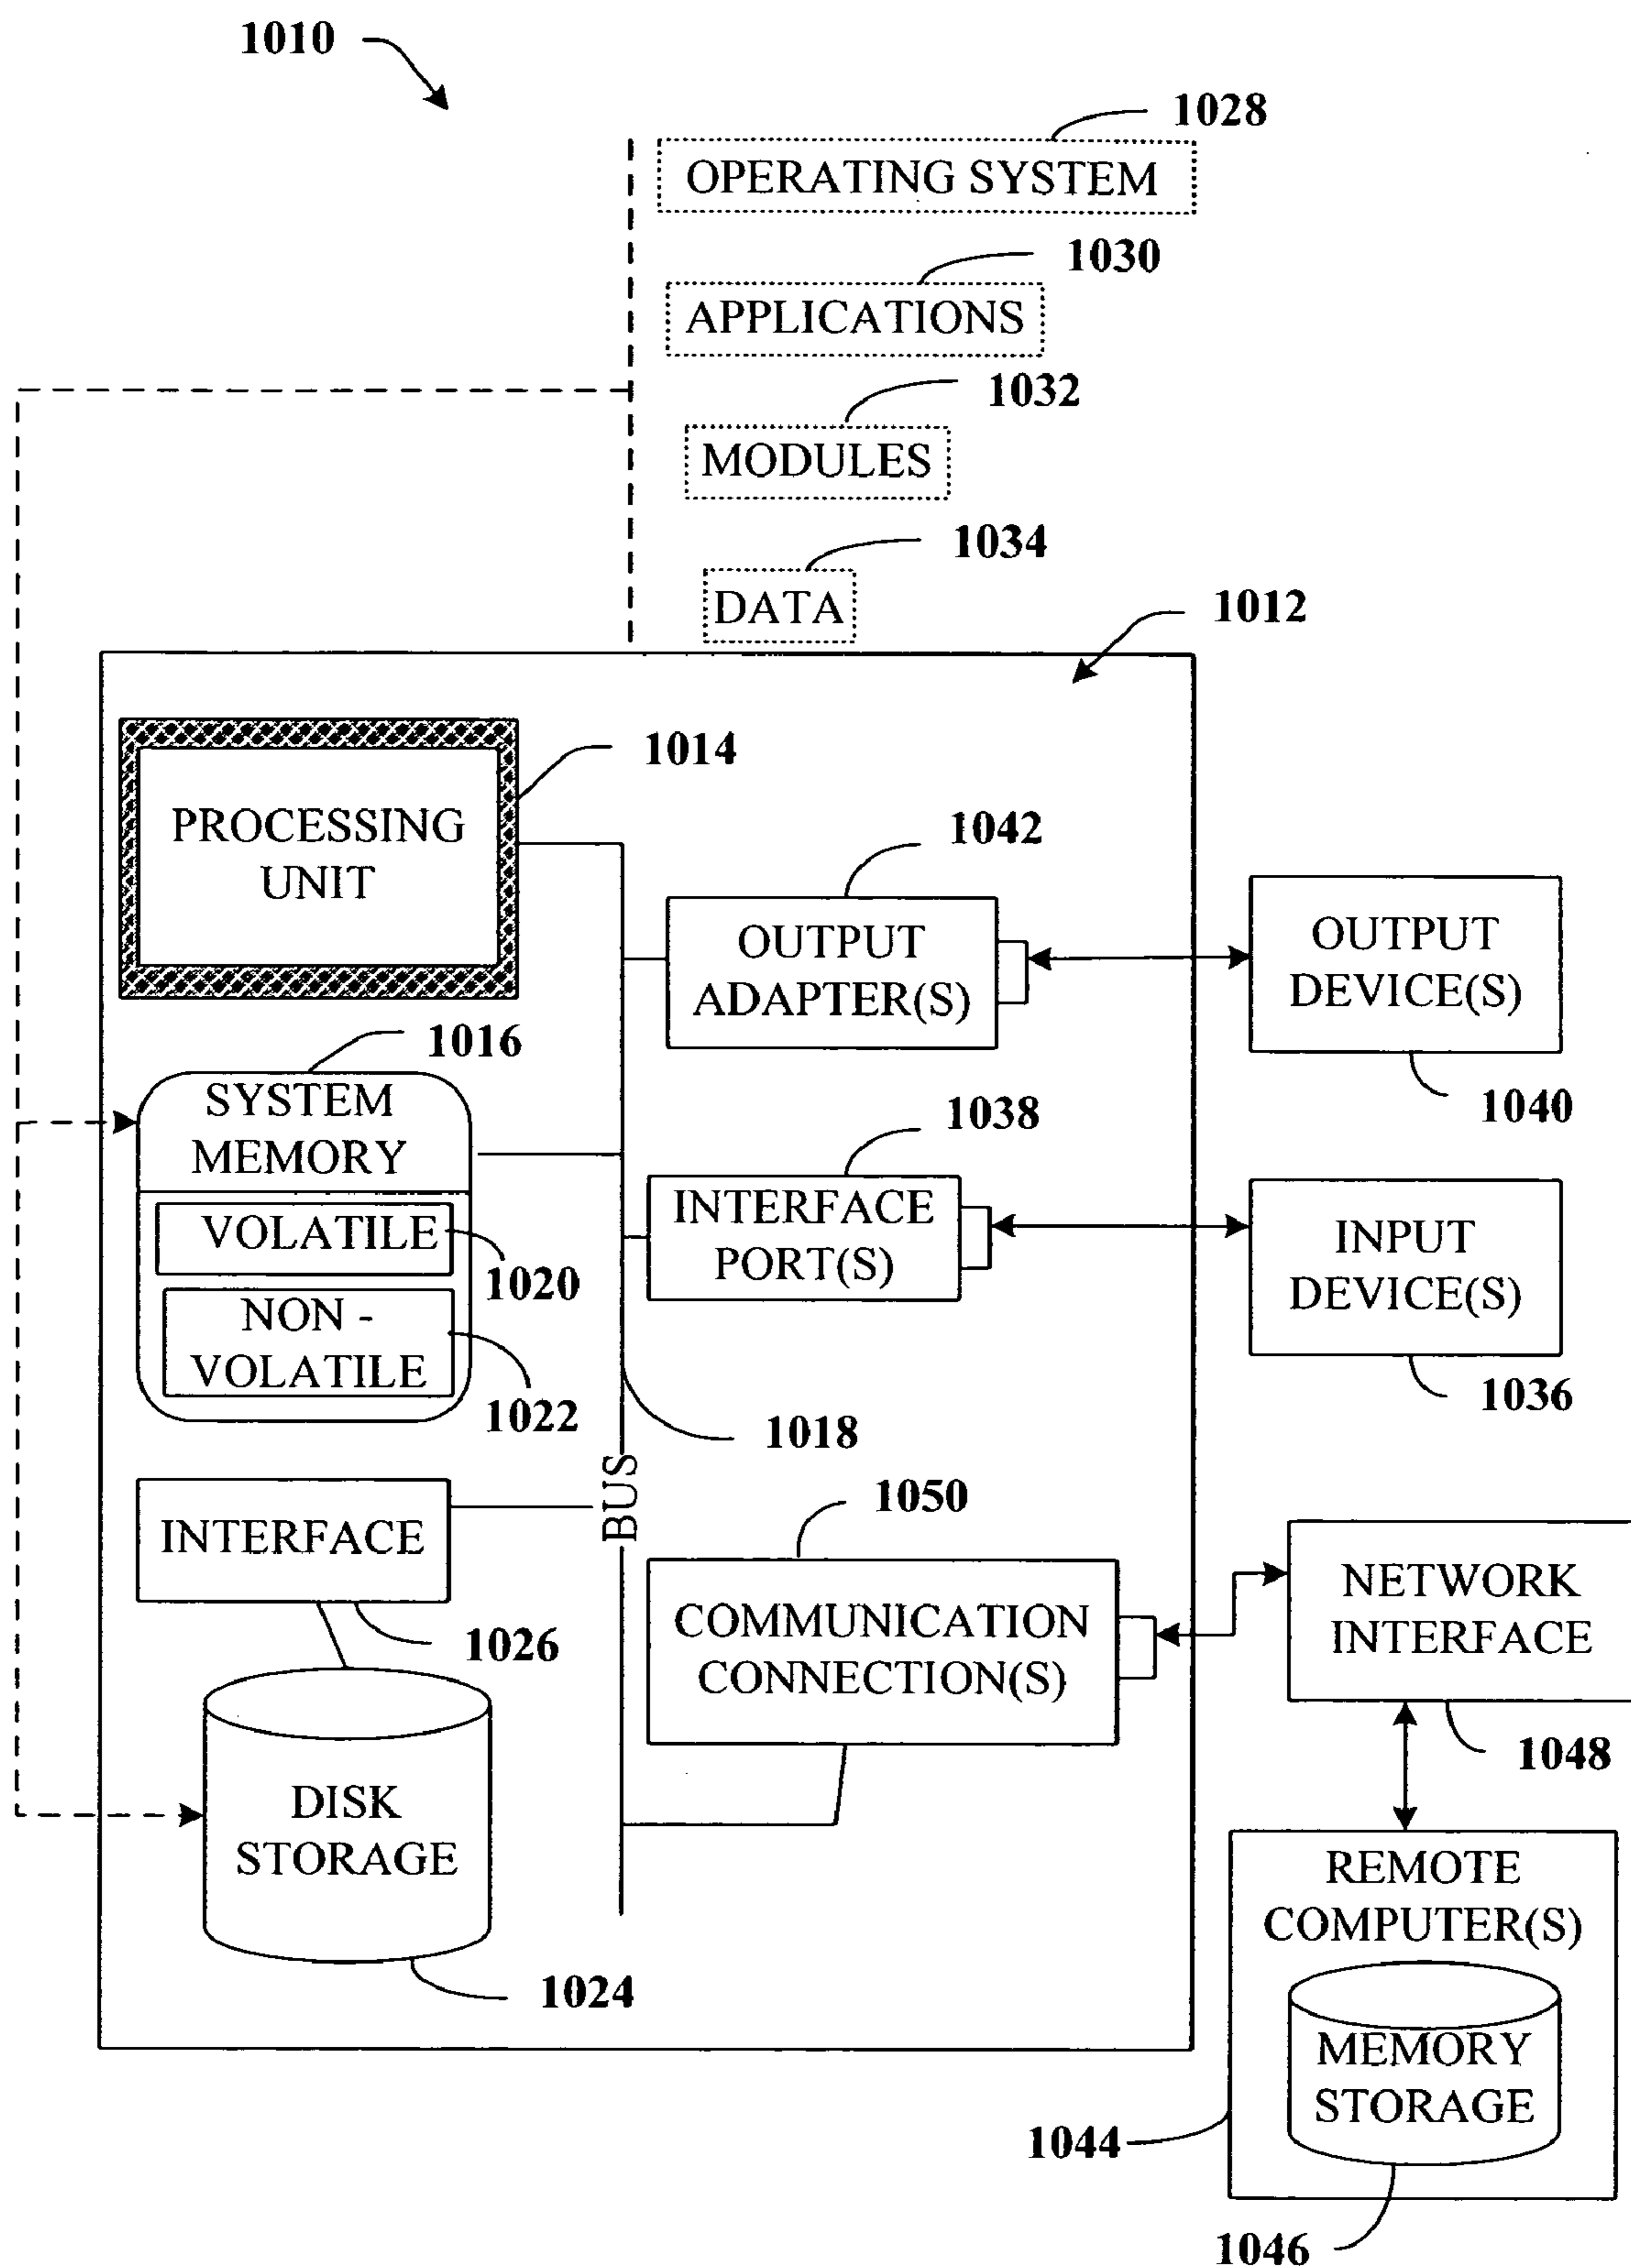 1010
1028
OPERATING SYSTEM
1030
APPLICATIONS
1032
MODULES
1034
DATA
1012
1014
PROCESSING
UNIT
1042
OUTPUT
ADAPTER(S)
OUTPUT
DEVICE(S)
1040
1016
SYSTEM
MEMORY
VOLATILE
1020
NON -
VOLATILE
1022
1038
INTERFACE
PORT(S)
INPUT
DEVICE(S)
1036
1018
BUS
INTERFACE
1026
1050
COMMUNICATION
CONNECTION(S)
NETWORK
INTERFACE
1048
DISK
STORAGE
1024
REMOTE
COMPUTER(S)
MEMORY
STORAGE
1044
1046